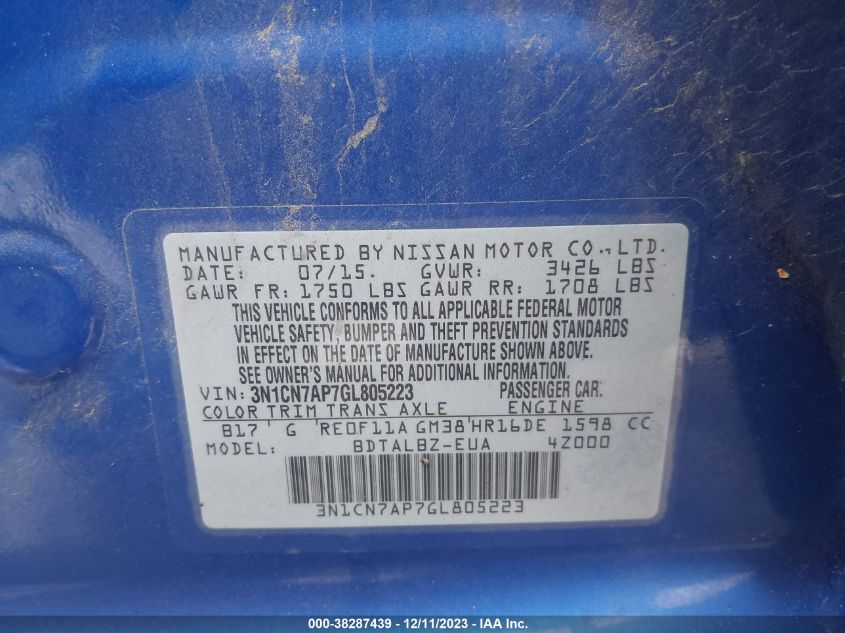 MANUFACTURED BY NISSAN MOTOR CO., LTD.
DATE: 07/15. GVWR: 3426 LBS
GAWR FR: 1750 LBS GAWR RR: 1708 LBS
THIS VEHICLE CONFORMS TO ALL APPLICABLE FEDERAL MOTOR
VEHICLE SAFETY, BUMPER AND THEFT PREVENTION STANDARDS
IN EFFECT ON THE DATE OF MANUFACTURE SHOWN ABOVE.
SEE OWNER'S MANUAL FOR ADDITIONAL INFORMATION.
VIN: 3N1CN7AP7GL805223 PASSENGER CAR.
COLOR TRIM TRANS AXLE ENGINE
B17 G RE0F11A GM38 HR16DE 1598 CC
MODEL: BDTALBZ-EUA 4Z000
3N1CN7AP7GL805223
000-38287439 - 12/11/2023 - IAA Inc.